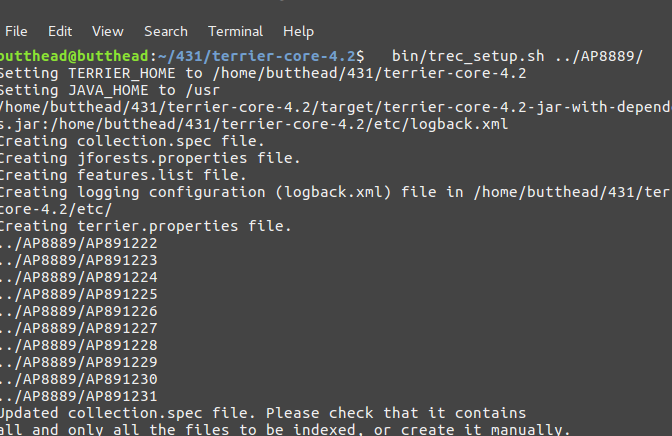 File Edit View Search Terminal Help
butthead@butthead:~/431/terrier-core-4.2$ bin/trec_setup.sh ../AP8889/
Setting TERRIER_HOME to /home/butthead/431/terrier-core-4.2
Setting JAVA_HOME to /usr
/home/butthead/431/terrier-core-4.2/target/terrier-core-4.2-jar-with-depend
s.jar:/home/butthead/431/terrier-core-4.2/etc/logback.xml
Creating collection.spec file.
Creating jforests.properties file.
Creating features.list file.
Creating logging configuration (logback.xml) file in /home/butthead/431/ter
core-4.2/etc/
Creating terrier.properties file.
../AP8889/AP891222
../AP8889/AP891223
../AP8889/AP891224
../AP8889/AP891225
../AP8889/AP891226
../AP8889/AP891227
../AP8889/AP891228
../AP8889/AP891229
../AP8889/AP891230
../AP8889/AP891231
Updated collection.spec file. Please check that it contains
all and only all the files to be indexed, or create it manually.